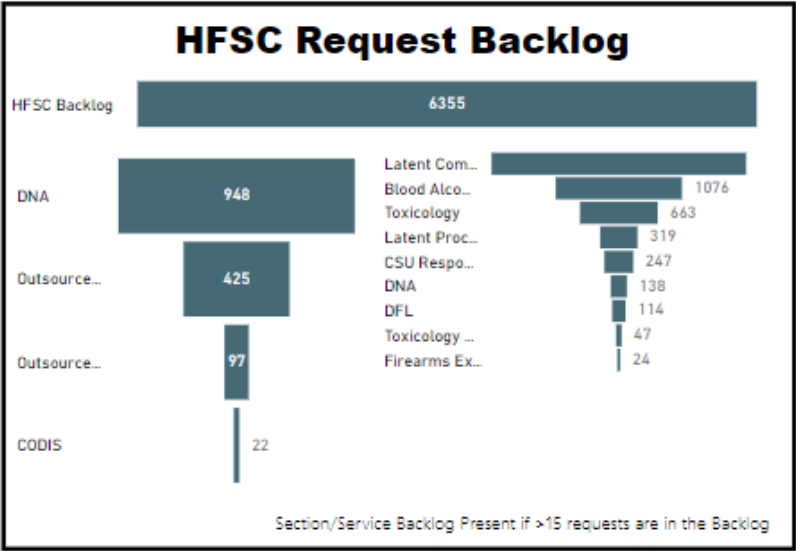 HFSC Request Backlog
HFSC Backlog 6355
DNA 948
Outsource... 425
Outsource... 97
CODIS 22
Latent Com...
Blood Alco... 1076
Toxicology 663
Latent Proc... 319
CSU Respo... 247
DNA 138
DFL 114
Toxicology ... 47
Firearms Ex... 24
Section/Service Backlog Present if >15 requests are in the Backlog